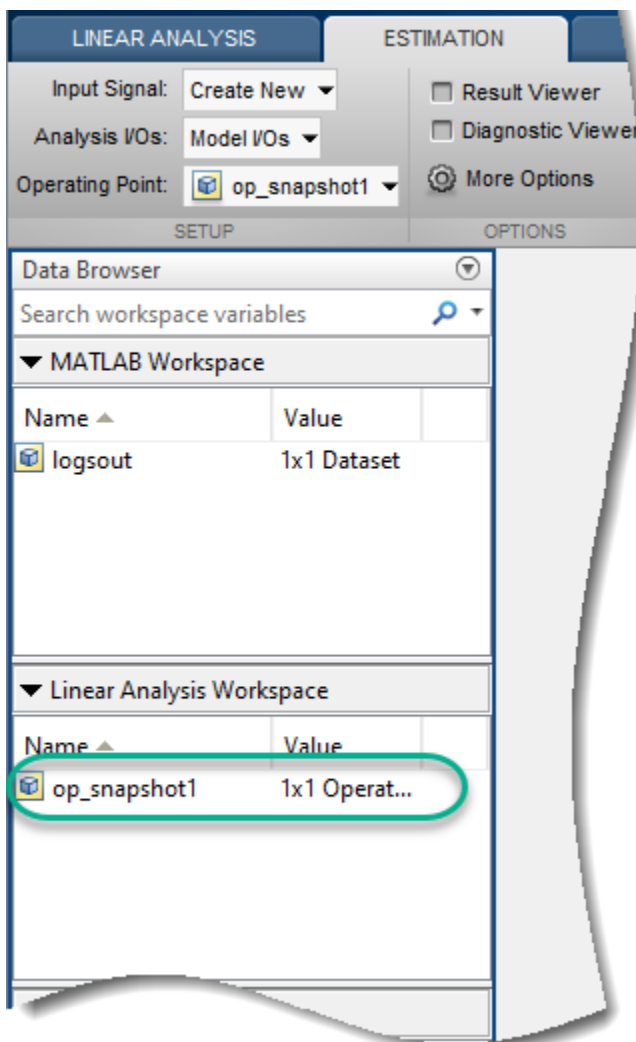 LINEAR ANALYSIS ESTIMATION
Input Signal: Create New Result Viewer
Analysis I/Os: Model I/Os Diagnostic Viewer
Operating Point: op_snapshot1 More Options
SETUP OPTIONS
Data Browser
Search workspace variables
MATLAB Workspace
Name Value
logsout 1x1 Dataset
Linear Analysis Workspace
Name Value
op_snapshot1 1x1 Operat...